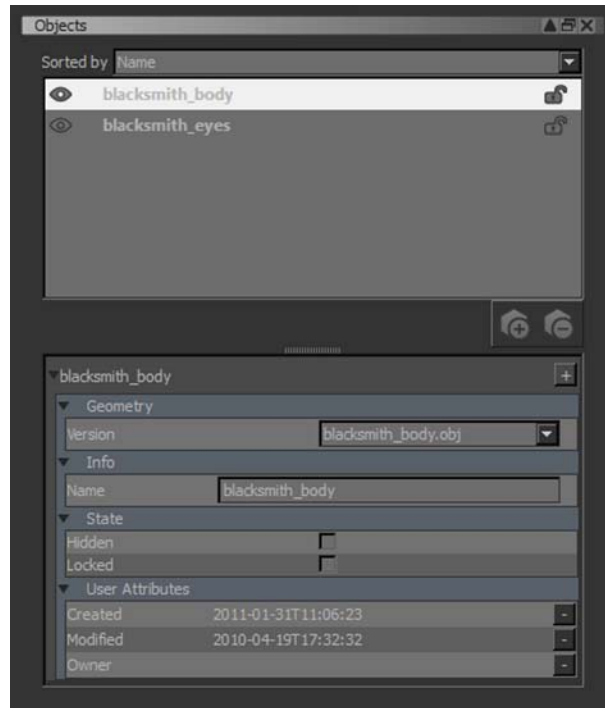 Objects
Sorted by Name
blacksmith_body
blacksmith_eyes
blacksmith_body
Geometry
Version blacksmith_body.obj
Info
Name blacksmith_body
State
Hidden
Locked
User Attributes
Created 2011-01-31T11:06:23
Modified 2010-04-19T17:32:32
Owner